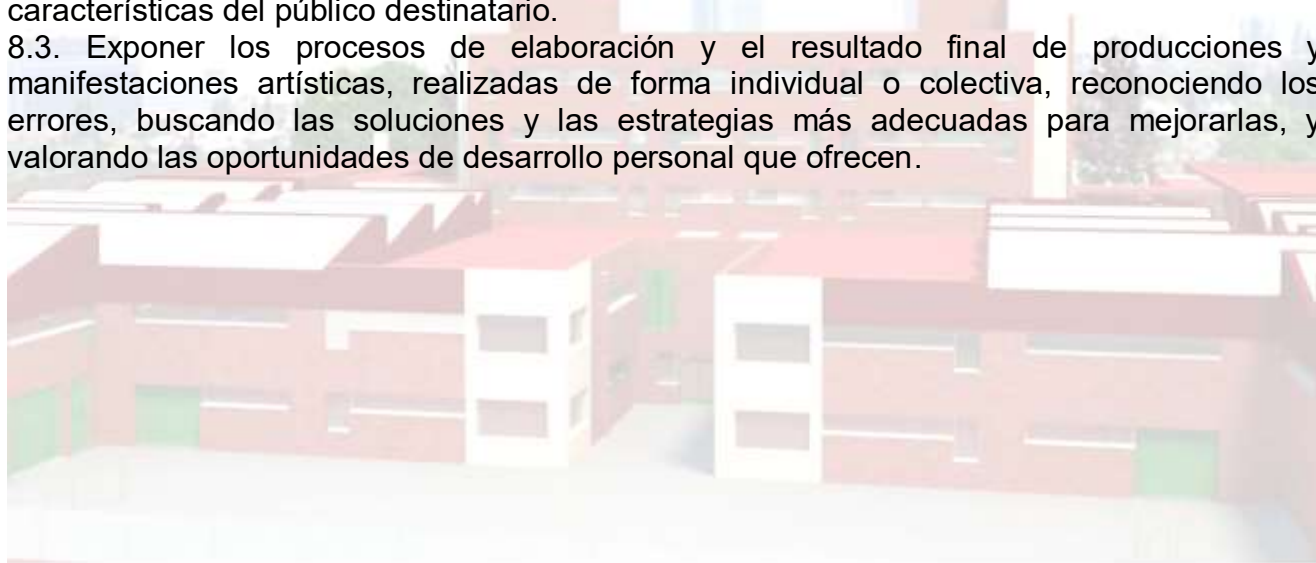 características del público destinatario.
8.3. Exponer los procesos de elaboración y el resultado final de producciones y
manifestaciones artísticas, realizadas de forma individual o colectiva, reconociendo los
errores, buscando las soluciones y las estrategias más adecuadas para mejorarlas, y
valorando las oportunidades de desarrollo personal que ofrecen.